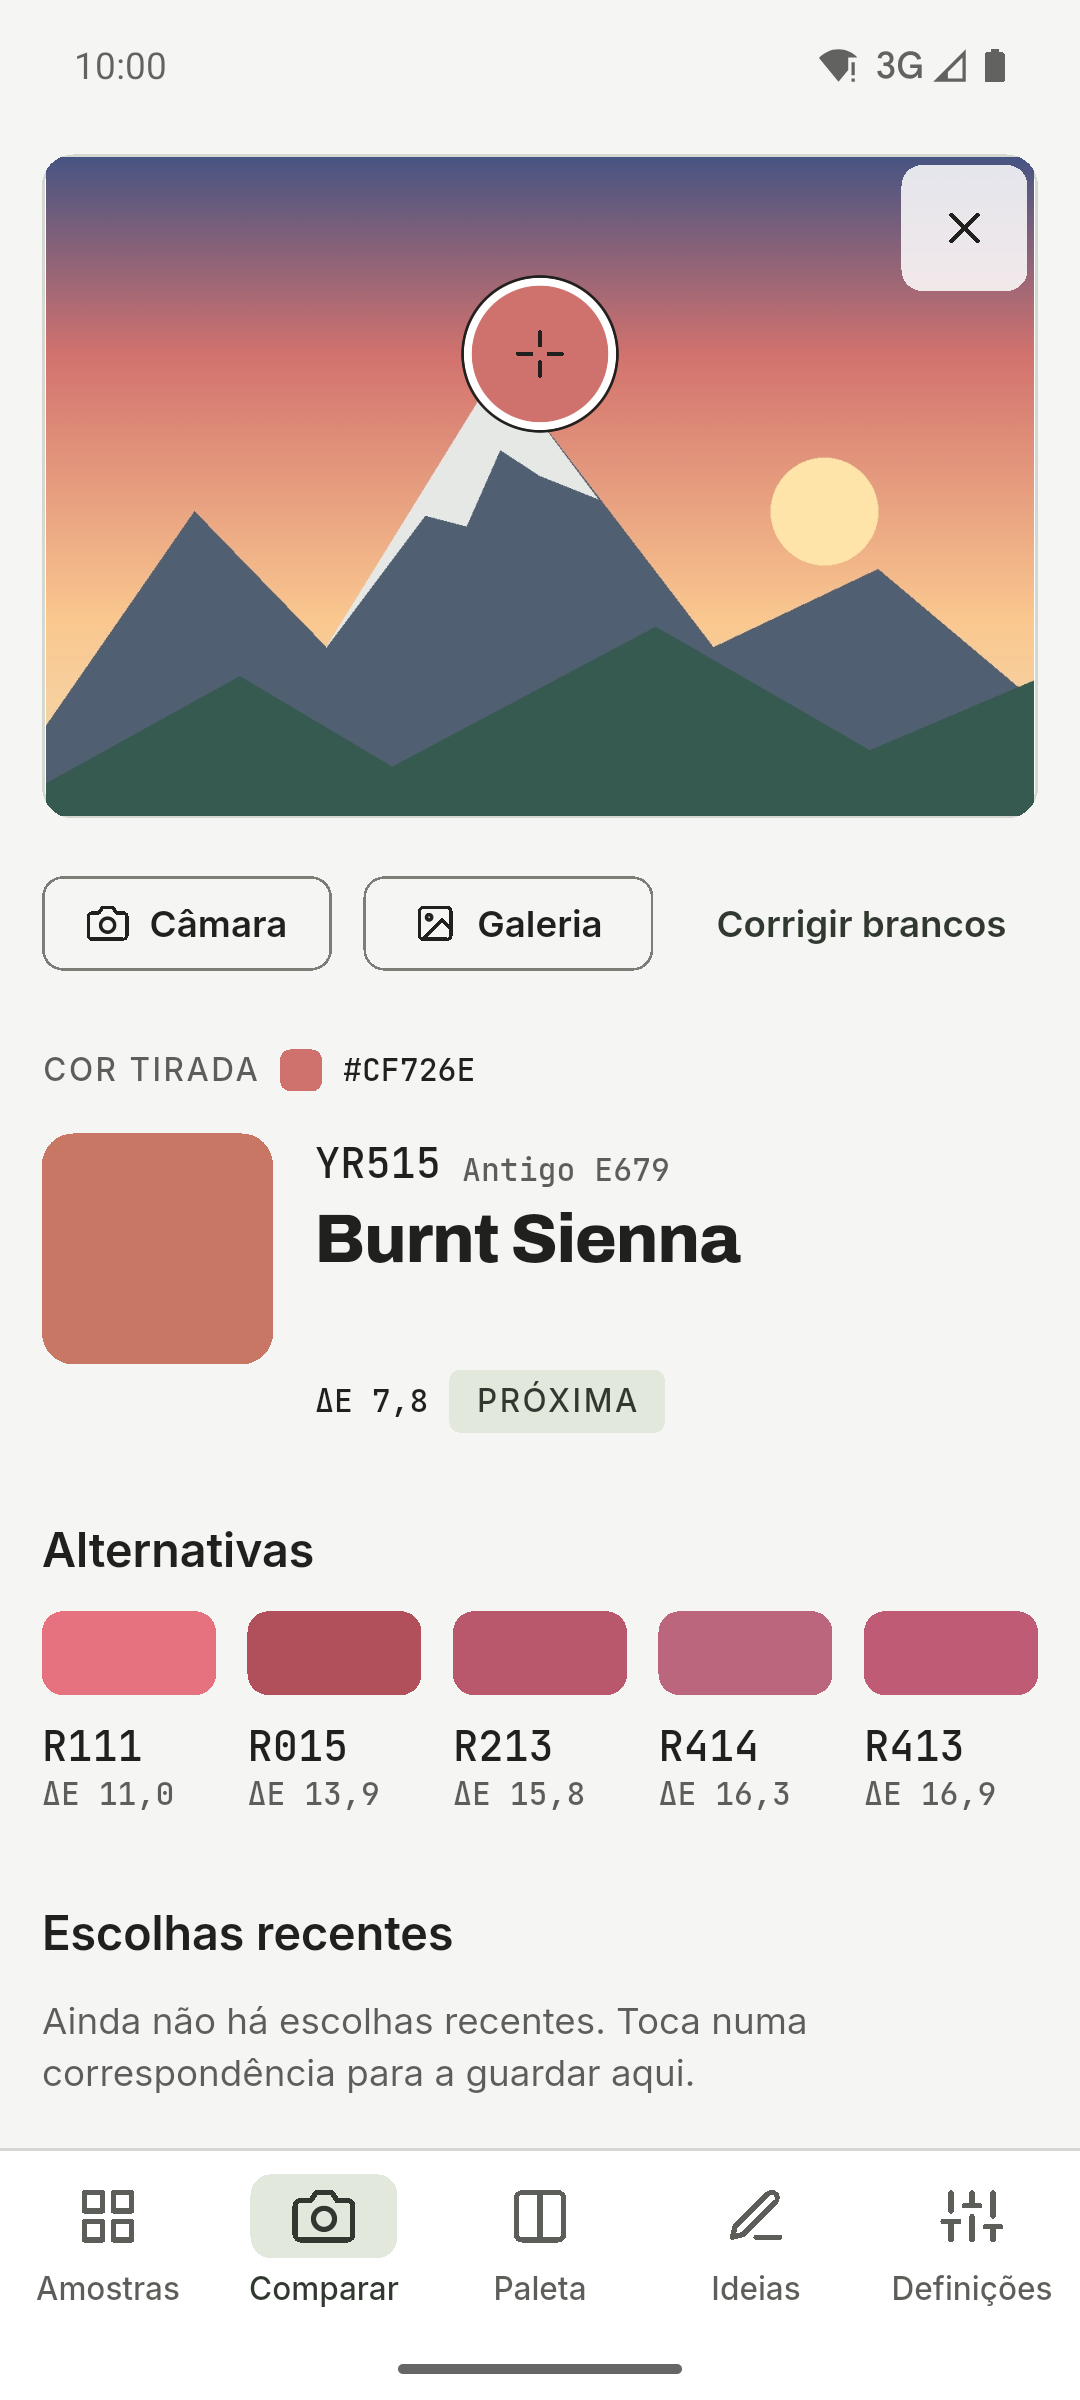 10:00
3G
Câmara
Galeria
Corrigir brancos
COR TIRADA
#CF726E
YR515 Antigo E679
Burnt Sienna
ΔE 7,8 PRÓXIMA
Alternativas
R111 R015 R213 R414 R413
ΔE 11,0 ΔE 13,9 ΔE 15,8 ΔE 16,3 ΔE 16,9
Escolhas recentes
Ainda não há escolhas recentes. Toca numa
correspondência para a guardar aqui.
Amostras Comparar Paleta Ideias Definições